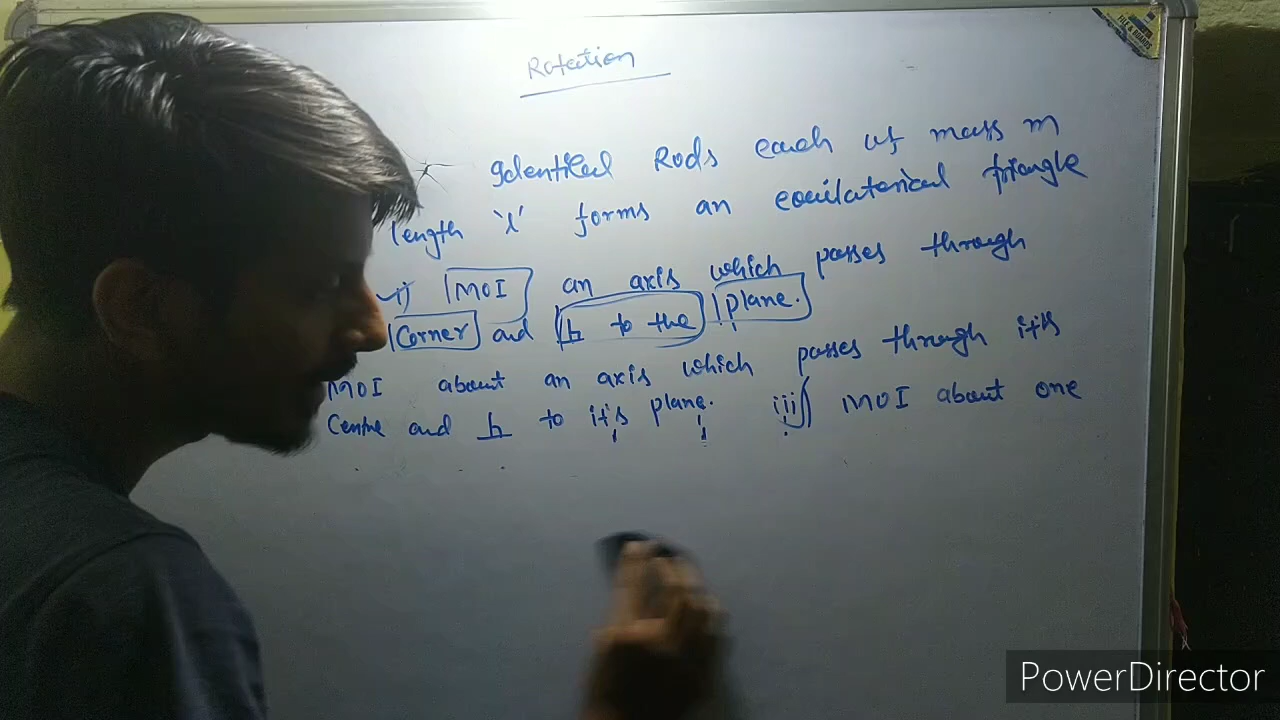 Rotation
Identical Rods each of mass m
length 'l' forms an equilaterical triangle
i) MOI an axis which passes through
Corner and ⊥ to the plane.
MOI about an axis which passes through it's
Centre and ⊥ to it's plane. iii) MOI about one
PowerDirector